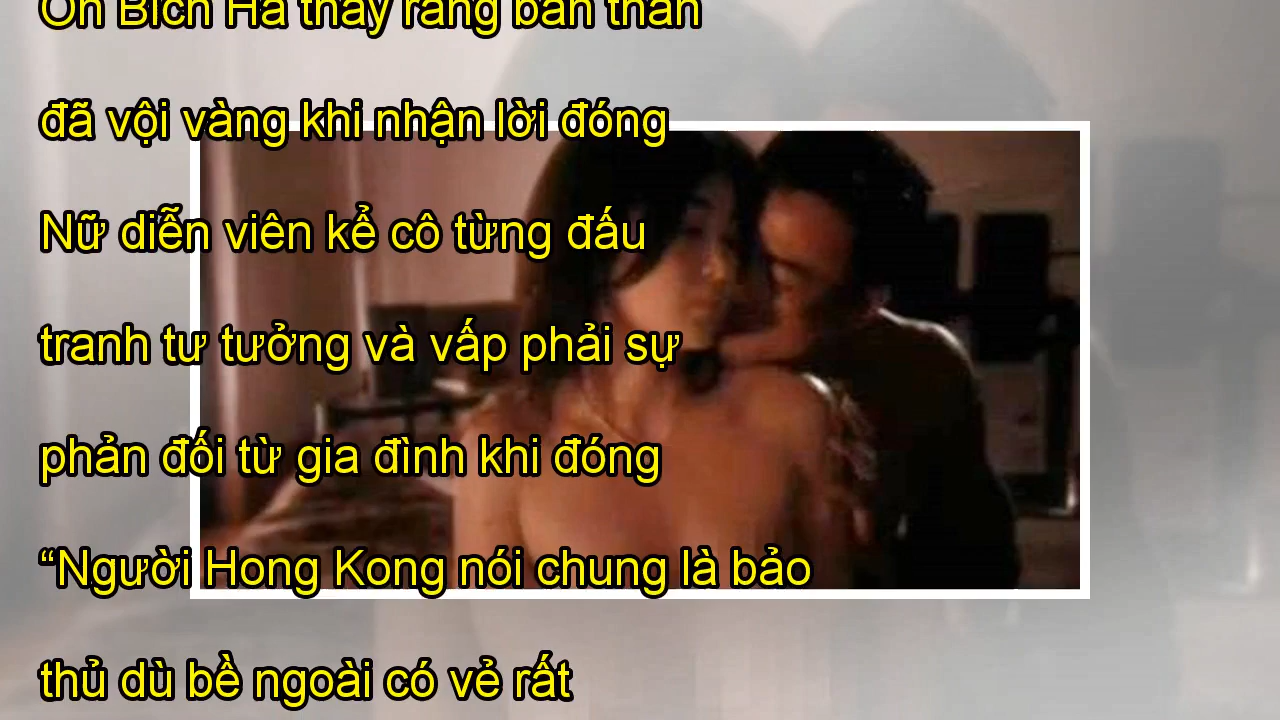 Ôn Bích Hà thấy rằng bản thân
đã vội vàng khi nhận lời đóng
Nữ diễn viên kể cô từng đấu
tranh tư tưởng và vấp phải sự
phản đối từ gia đình khi đóng
“Người Hong Kong nói chung là bảo
thủ dù bề ngoài có vẻ rất